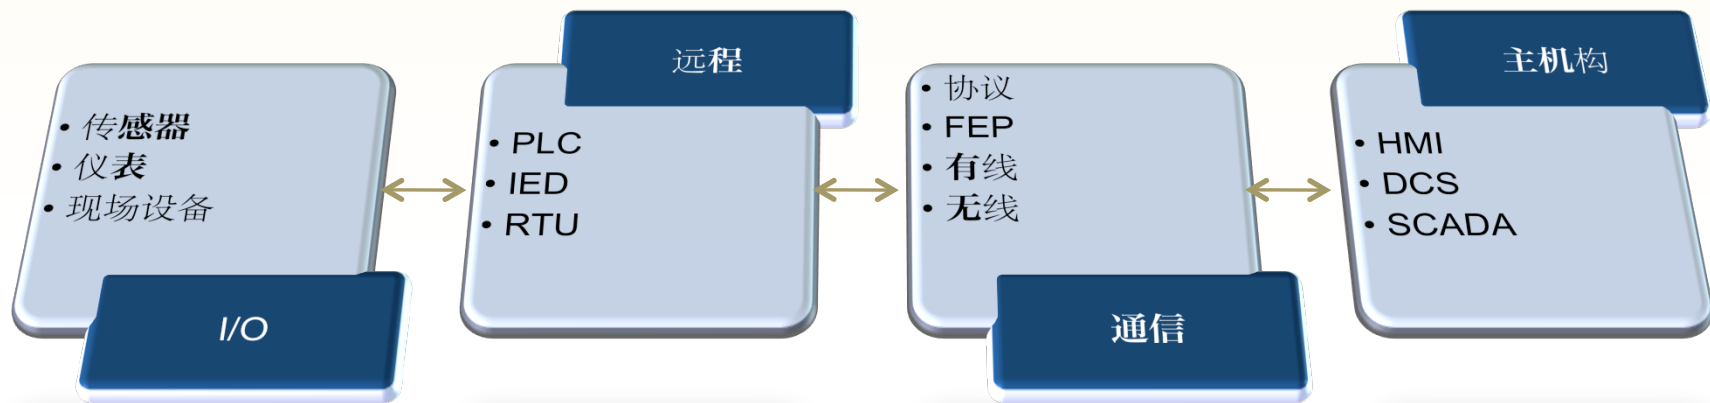 传感器
仪表
现场设备
I/O
远程
PLC
IED
RTU
协议
FEP
有线
无线
通信
主机构
HMI
DCS
SCADA